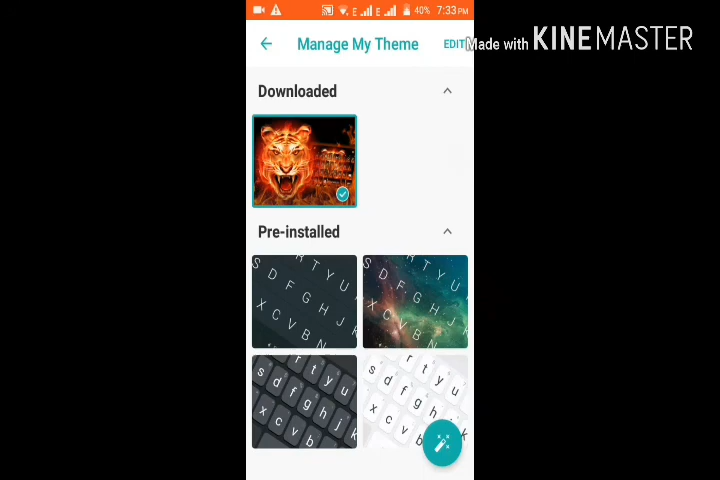 E E 40% 7:33 PM
Manage My Theme EDIT
Made with KINEMASTER
Downloaded
Pre-installed
S D F G H J K
R T Y U
X C V B N
S D F G H J K
R T Y U
X C V B N
s d f g h j k
r t y u
x c v b
s d f g h k
r t y u
x c v b